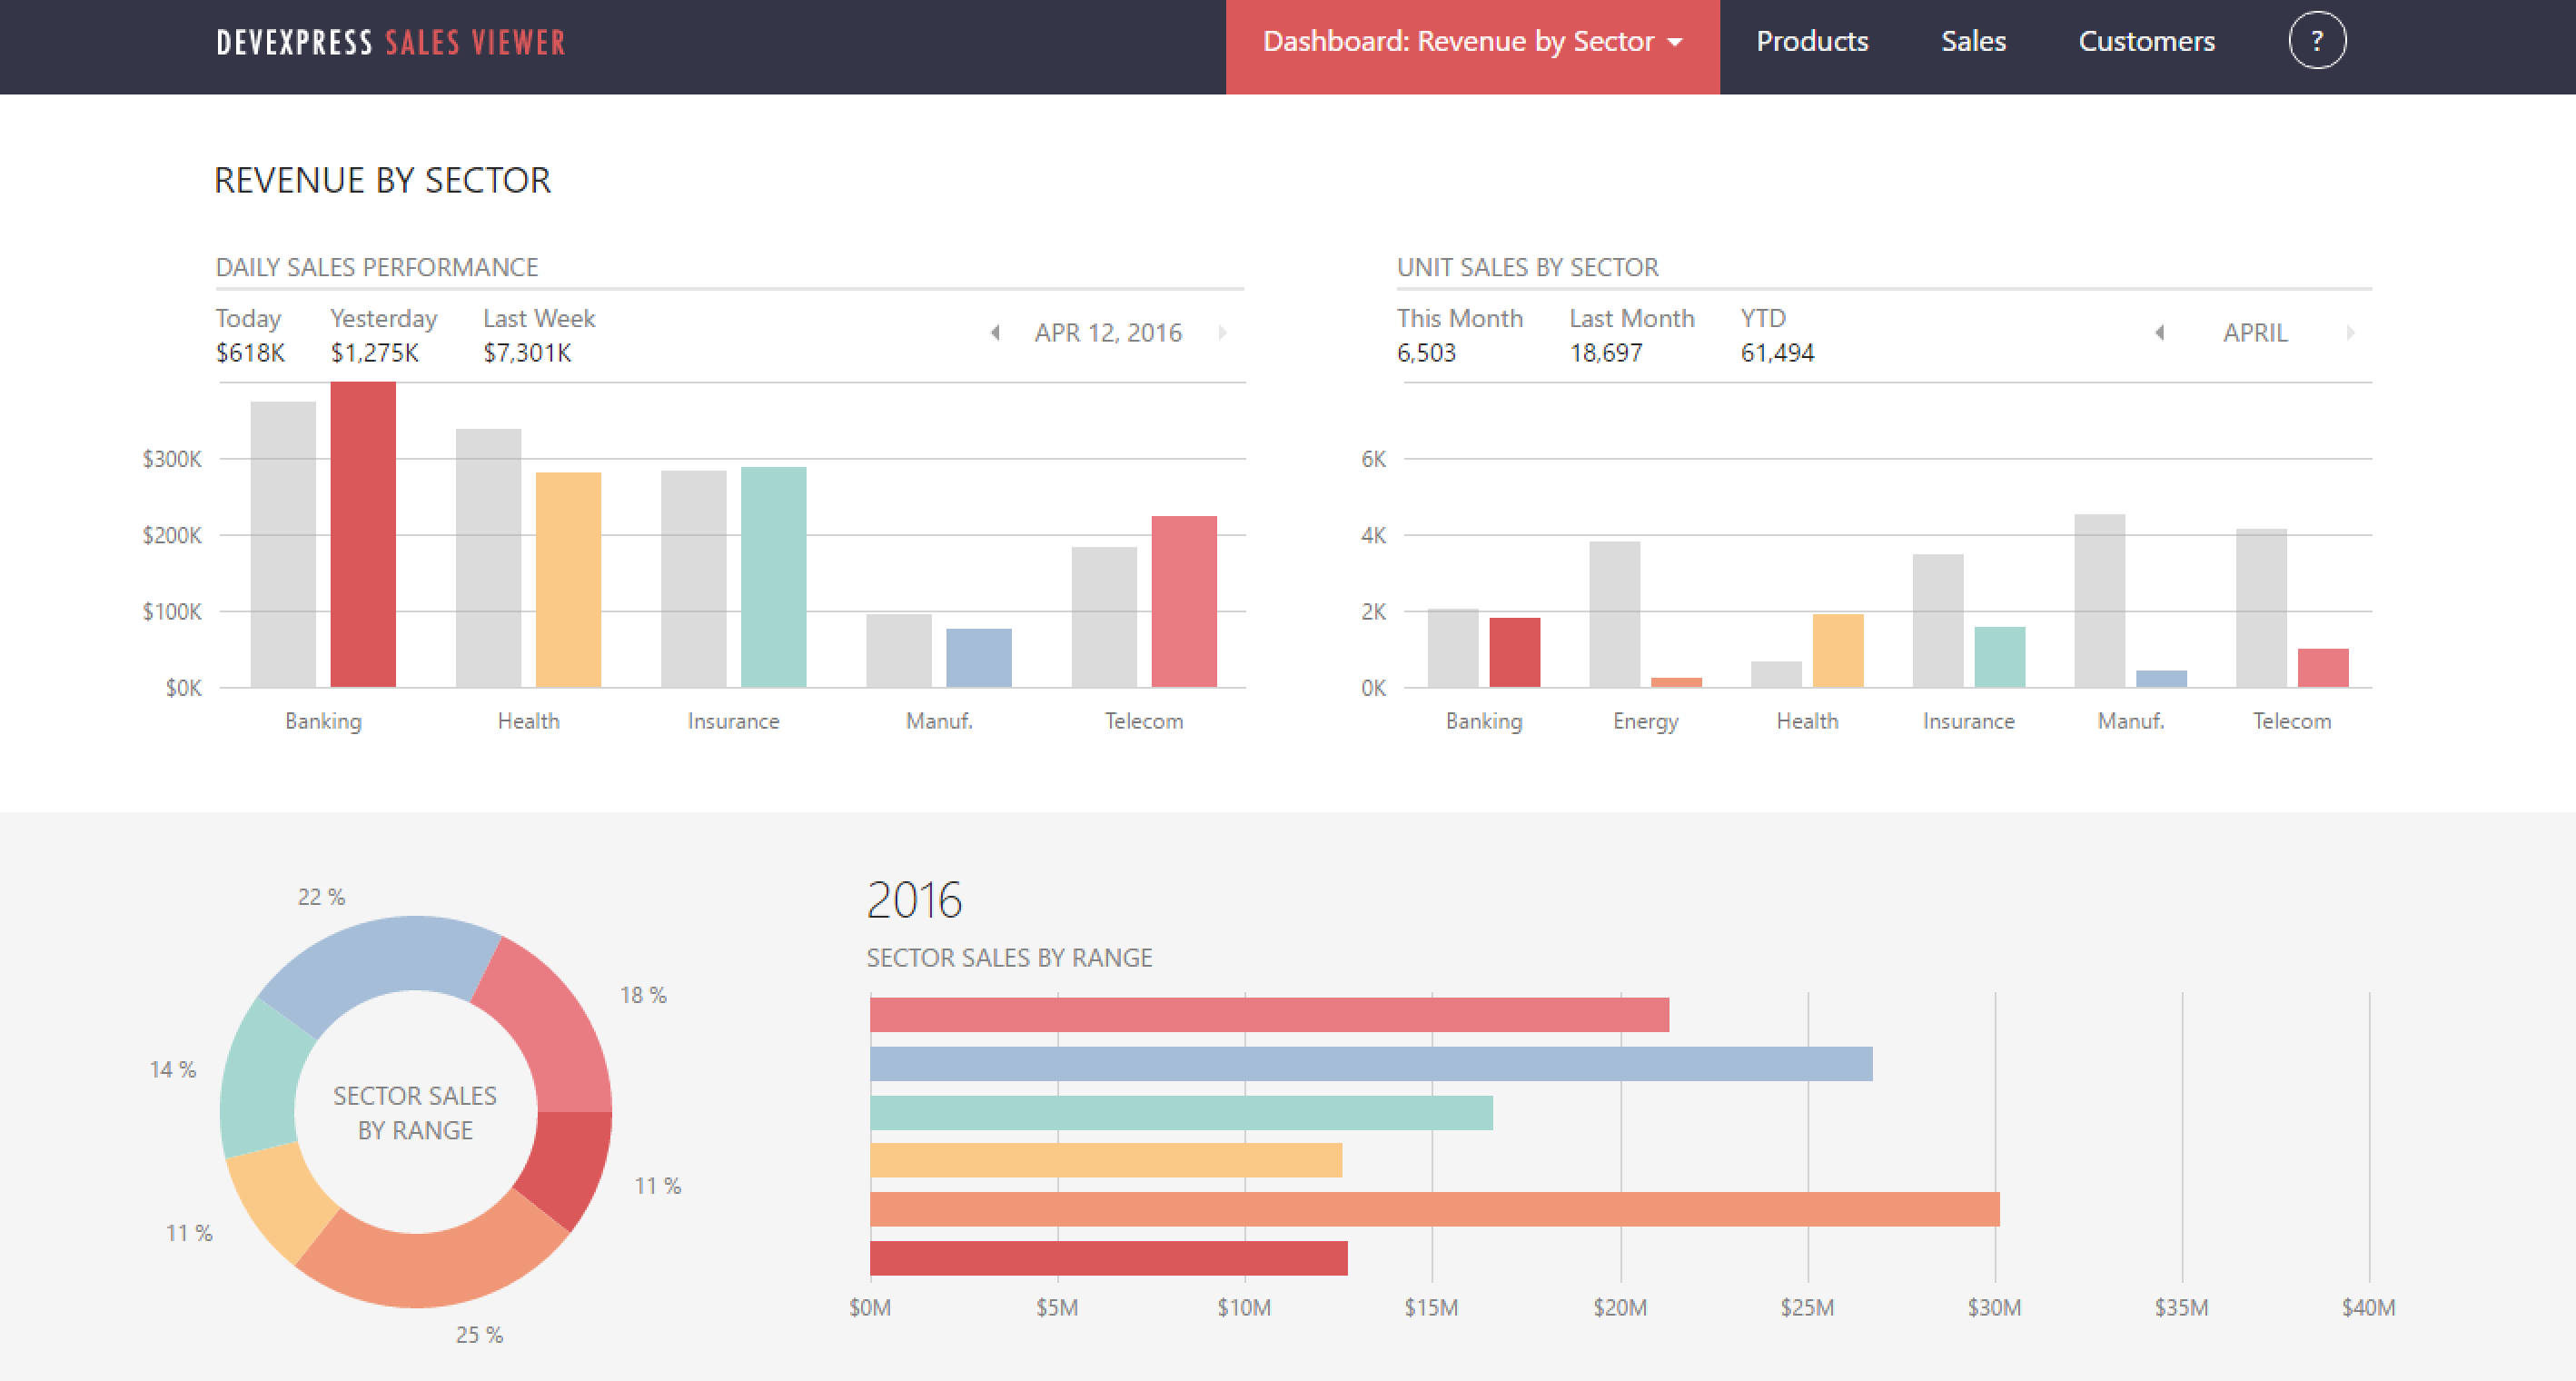 DEVEXPRESS SALES VIEWER
Dashboard: Revenue by Sector
Products
Sales
Customers
?
REVENUE BY SECTOR
DAILY SALES PERFORMANCE
Today Yesterday Last Week
$618K $1,275K $7,301K
APR 12, 2016
$300K
$200K
$100K
$0K
Banking Health Insurance Manuf. Telecom
UNIT SALES BY SECTOR
This Month Last Month YTD
6,503 18,697 61,494
APRIL
6K
4K
2K
0K
Banking Energy Health Insurance Manuf. Telecom
22 %
18 %
14 %
11 %
11 %
25 %
SECTOR SALES
BY RANGE
2016
SECTOR SALES BY RANGE
$0M $5M $10M $15M $20M $25M $30M $35M $40M